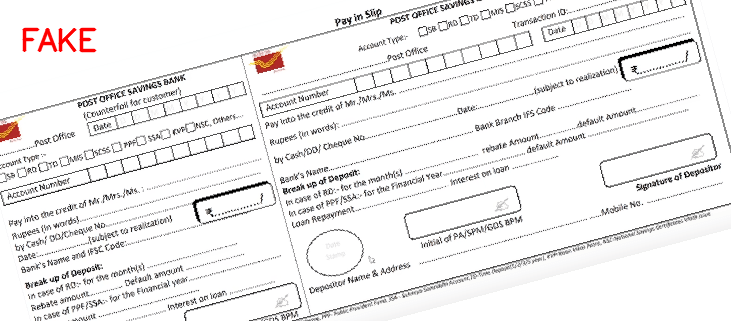 FAKE
POST OFFICE SAVINGS BANK
(Counterfoil for customer)
Post Office
Date
Account Type :-
SB RD TD MIS SCSS PPF SSA KVP NSC, Others...
Account Number
Pay into the credit of Mr./Mrs./Ms. :
Rupees (in words)
by Cash/ DD/ Cheque No
Date: (subject to realization)
₹ /
Bank's Name and IFSC Code:
Break up of Deposit:
In case of RD:- for the month(s)
Rebate amount Default amount
In case of PPF/SSA:- for the Financial year
amount Interest on loan
Pay in Slip
POST OFFICE SAVINGS
Account Type:- SB RD TD MIS SCSS
Post Office
Transaction ID:
Date
Account Number
Pay into the credit of Mr./Mrs./Ms.
Rupees (in words)
by Cash/DD/ Cheque No Date: (subject to realization)
₹ /
Bank's Name Bank Branch IFS Code
Break up of Deposit:
In case of RD:- for the month(s) rebate Amount default Amount
In case of PPF/SSA:- for the Financial Year default Amount
Loan Repayment Interest on loan
Date
Stamp
Initial of PA/SPM/GDS BPM
Signature of Depositor
Depositor Name & Address Mobile No.